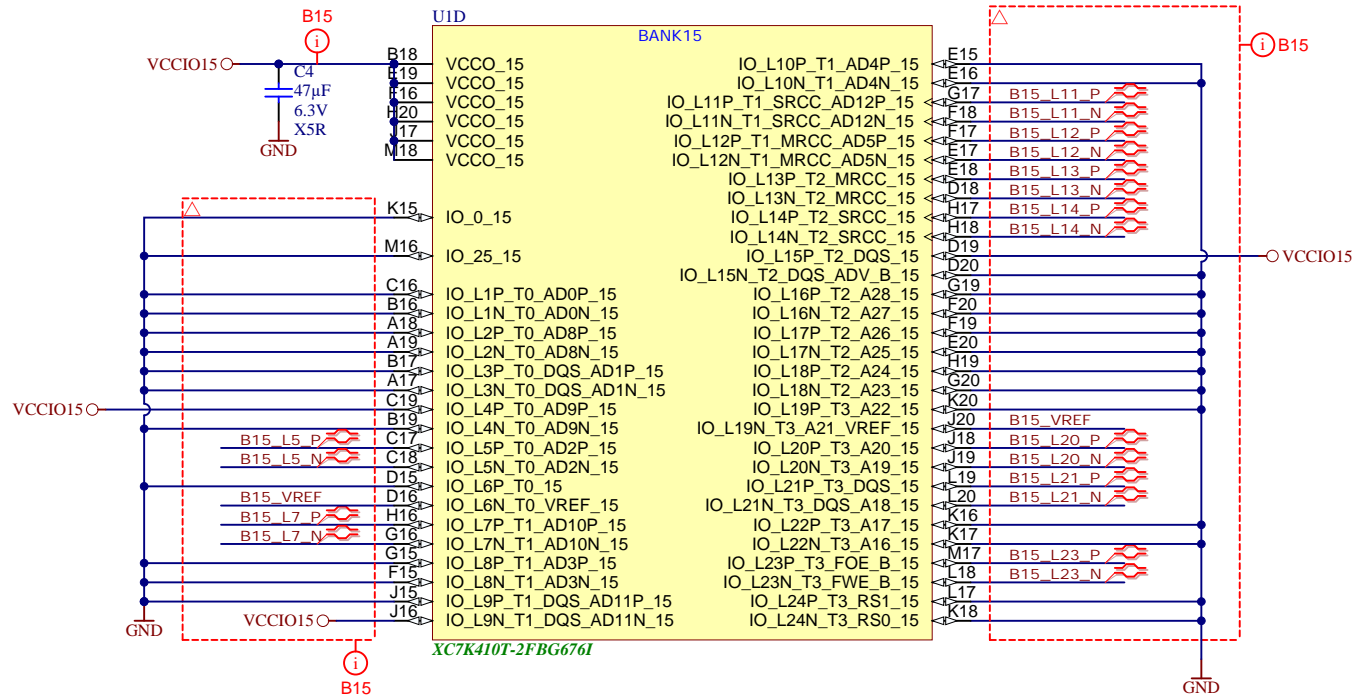 B15
U1D
BANK15
B15
VCCIO15
C4
47µF
6.3V
X5R
GND
B18 VCCO_15
E19 VCCO_15
F16 VCCO_15
H20 VCCO_15
J17 VCCO_15
M18 VCCO_15
K15 IO_0_15
M16 IO_25_15
C16 IO_L1P_T0_AD0P_15
B16 IO_L1N_T0_AD0N_15
A18 IO_L2P_T0_AD8P_15
A19 IO_L2N_T0_AD8N_15
B17 IO_L3P_T0_DQS_AD1P_15
A17 IO_L3N_T0_DQS_AD1N_15
VCCIO15 C19 IO_L4P_T0_AD9P_15
B19 IO_L4N_T0_AD9N_15
B15_L5_P C17 IO_L5P_T0_AD2P_15
B15_L5_N C18 IO_L5N_T0_AD2N_15
D15 IO_L6P_T0_15
B15_VREF D16 IO_L6N_T0_VREF_15
B15_L7_P H16 IO_L7P_T1_AD10P_15
B15_L7_N G16 IO_L7N_T1_AD10N_15
G15 IO_L8P_T1_AD3P_15
F15 IO_L8N_T1_AD3N_15
J15 IO_L9P_T1_DQS_AD11P_15
VCCIO15 J16 IO_L9N_T1_DQS_AD11N_15
GND
B15
IO_L10P_T1_AD4P_15 E15
IO_L10N_T1_AD4N_15 E16
IO_L11P_T1_SRCC_AD12P_15 G17 B15_L11_P
IO_L11N_T1_SRCC_AD12N_15 F18 B15_L11_N
IO_L12P_T1_MRCC_AD5P_15 F17 B15_L12_P
IO_L12N_T1_MRCC_AD5N_15 E17 B15_L12_N
IO_L13P_T2_MRCC_15 E18 B15_L13_P
IO_L13N_T2_MRCC_15 D18 B15_L13_N
IO_L14P_T2_SRCC_15 H17 B15_L14_P
IO_L14N_T2_SRCC_15 H18 B15_L14_N
IO_L15P_T2_DQS_15 D19 VCCIO15
IO_L15N_T2_DQS_ADV_B_15 D20
IO_L16P_T2_A28_15 G19
IO_L16N_T2_A27_15 F20
IO_L17P_T2_A26_15 F19
IO_L17N_T2_A25_15 E20
IO_L18P_T2_A24_15 H19
IO_L18N_T2_A23_15 G20
IO_L19P_T3_A22_15 K20
IO_L19N_T3_A21_VREF_15 J20 B15_VREF
IO_L20P_T3_A20_15 J18 B15_L20_P
IO_L20N_T3_A19_15 J19 B15_L20_N
IO_L21P_T3_DQS_15 L19 B15_L21_P
IO_L21N_T3_DQS_A18_15 L20 B15_L21_N
IO_L22P_T3_A17_15 K16
IO_L22N_T3_A16_15 K17
IO_L23P_T3_FOE_B_15 M17 B15_L23_P
IO_L23N_T3_FWE_B_15 L18 B15_L23_N
IO_L24P_T3_RS1_15 L17
IO_L24N_T3_RS0_15 K18
XC7K410T-2FBG676I
GND